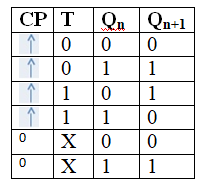 CP T Qn Qn+1
↑ 0 0 0
↑ 0 1 1
↑ 1 0 1
↑ 1 1 0
0 X 0 0
0 X 1 1